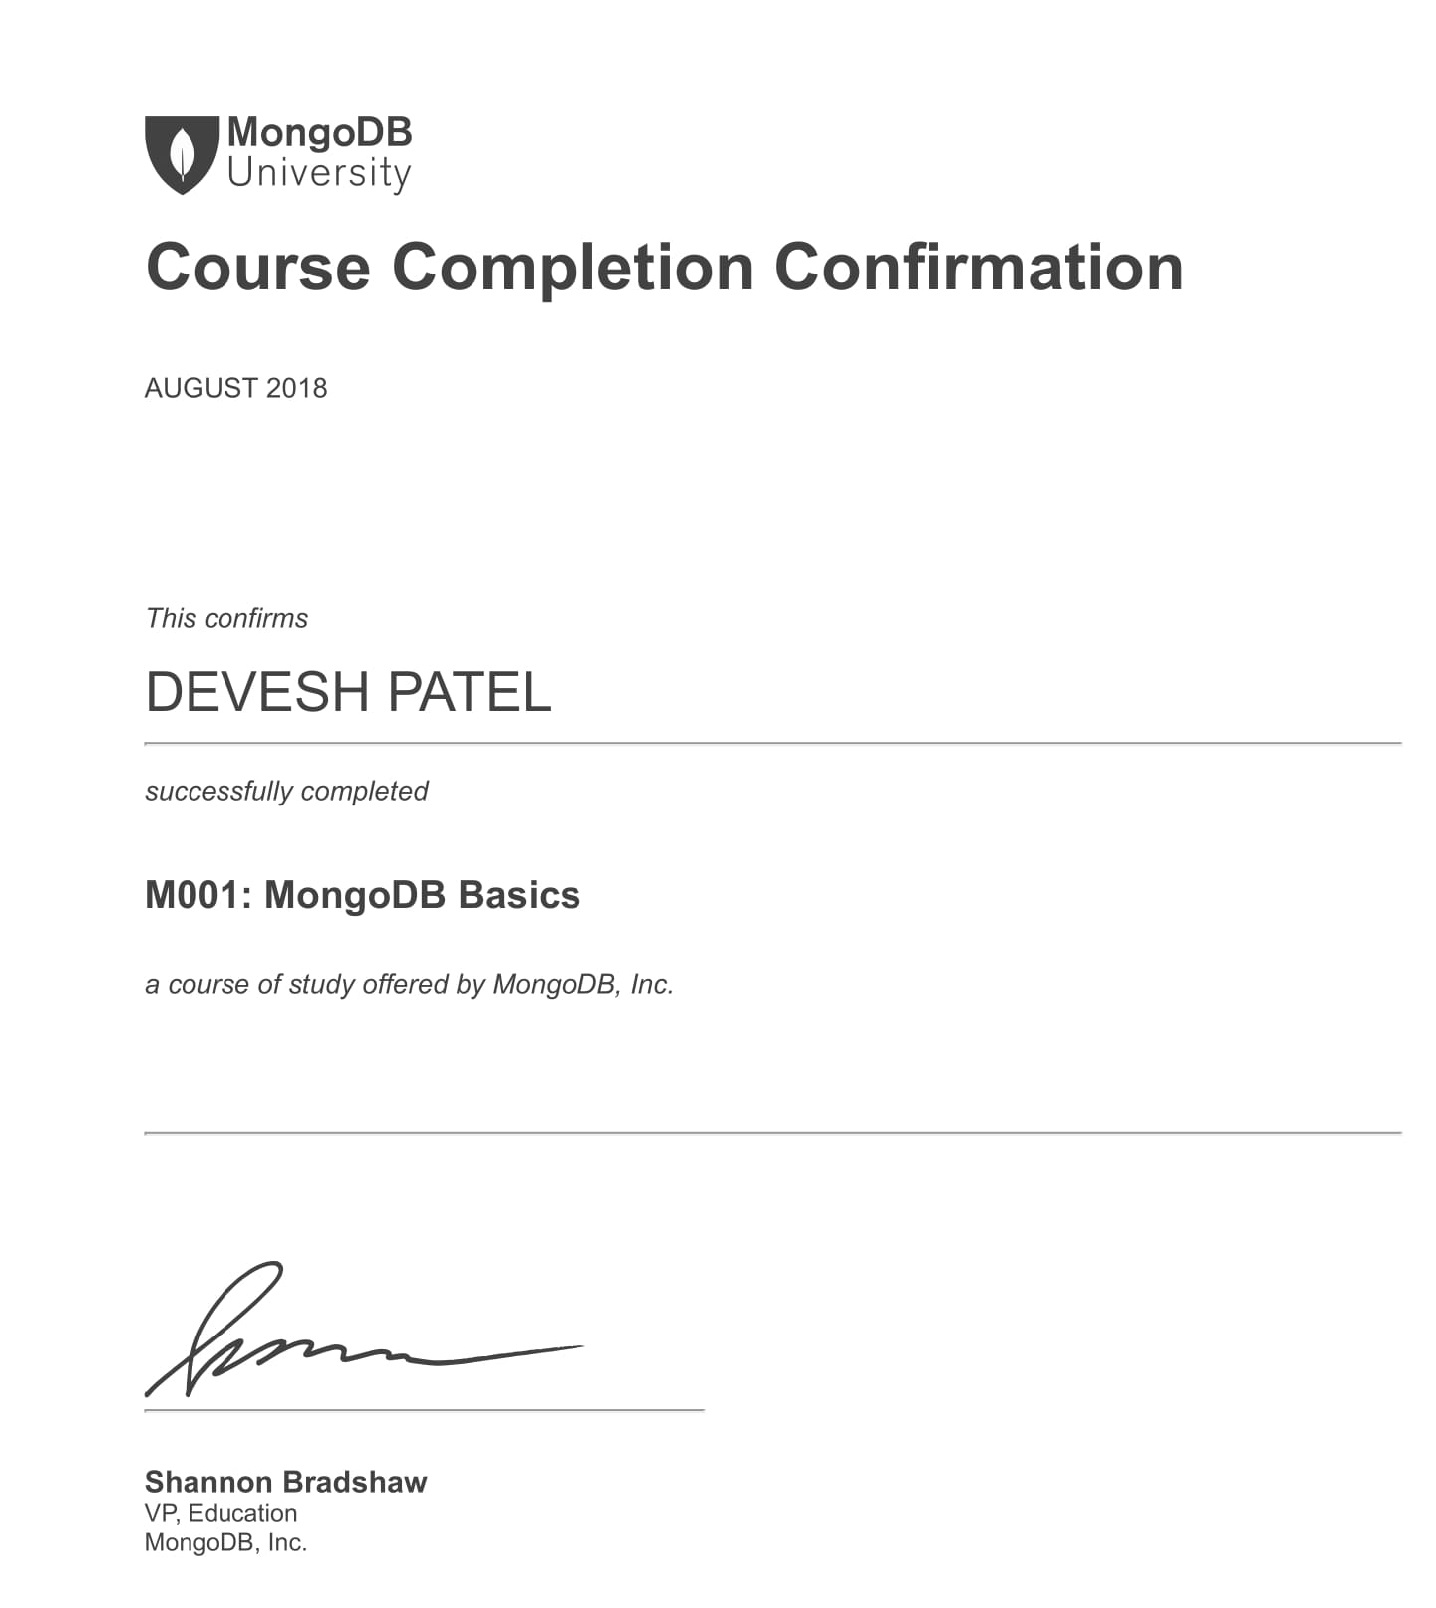 MongoDB
University
Course Completion Confirmation
AUGUST 2018
This confirms
DEVESH PATEL
successfully completed
M001: MongoDB Basics
a course of study offered by MongoDB, Inc.
Shannon Bradshaw
VP, Education
MongoDB, Inc.